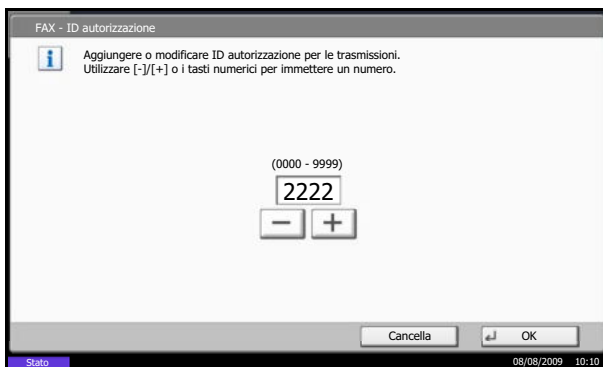 FAX - ID autorizzazione
Aggiungere o modificare ID autorizzazione per le trasmissioni.
Utilizzare [-]/[+] o i tasti numerici per immettere un numero.
(0000 - 9999)
2222
− +
Cancella OK
Stato 08/08/2009 10:10